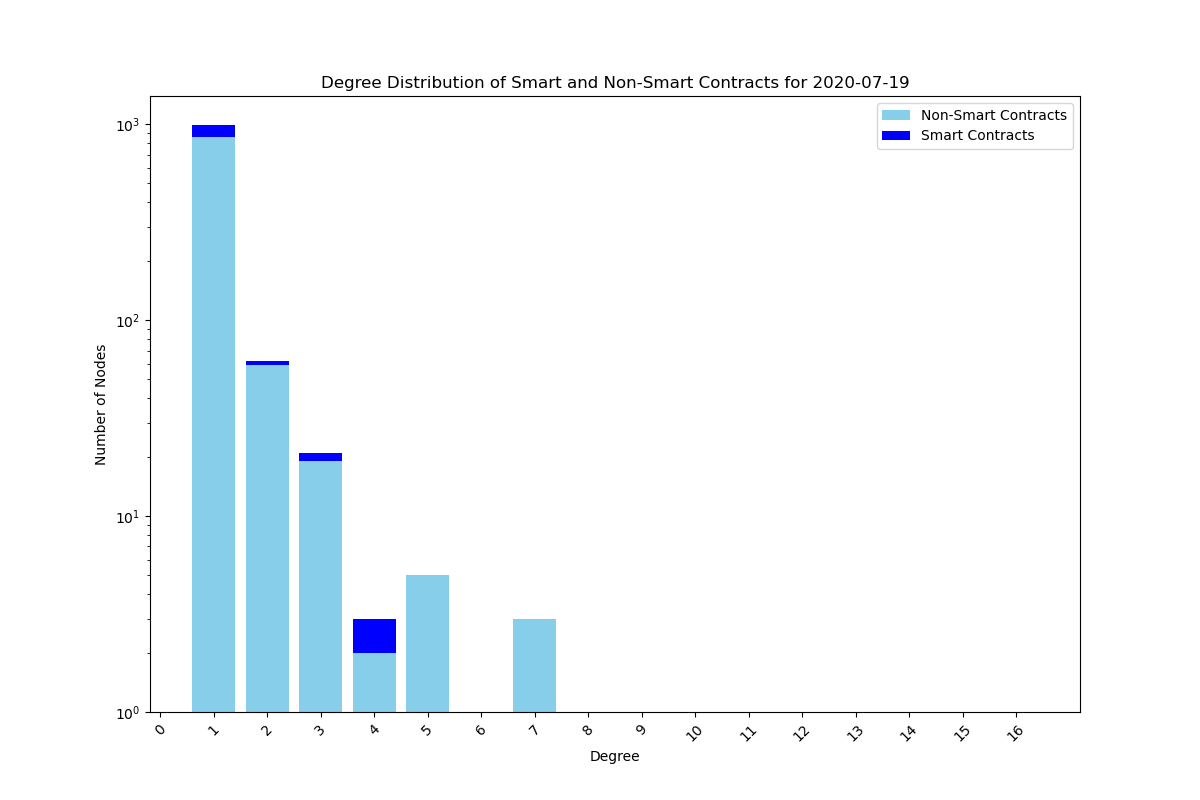 Degree Distribution of Smart and Non-Smart Contracts for 2020-07-19
Non-Smart Contracts
Smart Contracts
Number of Nodes
10³
10²
10¹
10⁰
0 1 2 3 4 5 6 7 8 9 10 11 12 13 14 15 16
Degree